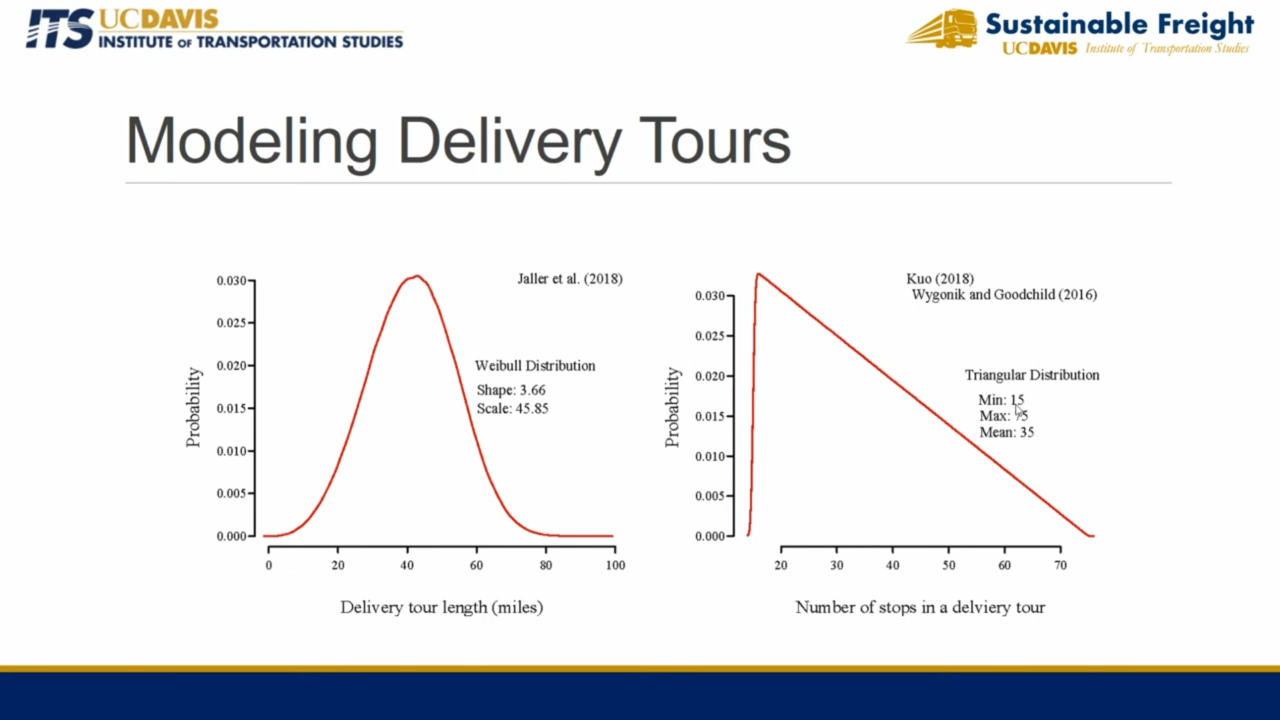 ITS UCDAVIS
INSTITUTE OF TRANSPORTATION STUDIES
Sustainable Freight
UCDAVIS Institute of Transportation Studies
Modeling Delivery Tours
Jaller et al. (2018)
Weibull Distribution
Shape: 3.66
Scale: 45.85
Probability
0.030
0.025
0.020
0.015
0.010
0.005
0.000
0 20 40 60 80 100
Delivery tour length (miles)
Kuo (2018)
Wygonik and Goodchild (2016)
Triangular Distribution
Min: 15
Max: 75
Mean: 35
Probability
0.030
0.025
0.020
0.015
0.010
0.005
0.000
20 30 40 50 60 70
Number of stops in a delviery tour